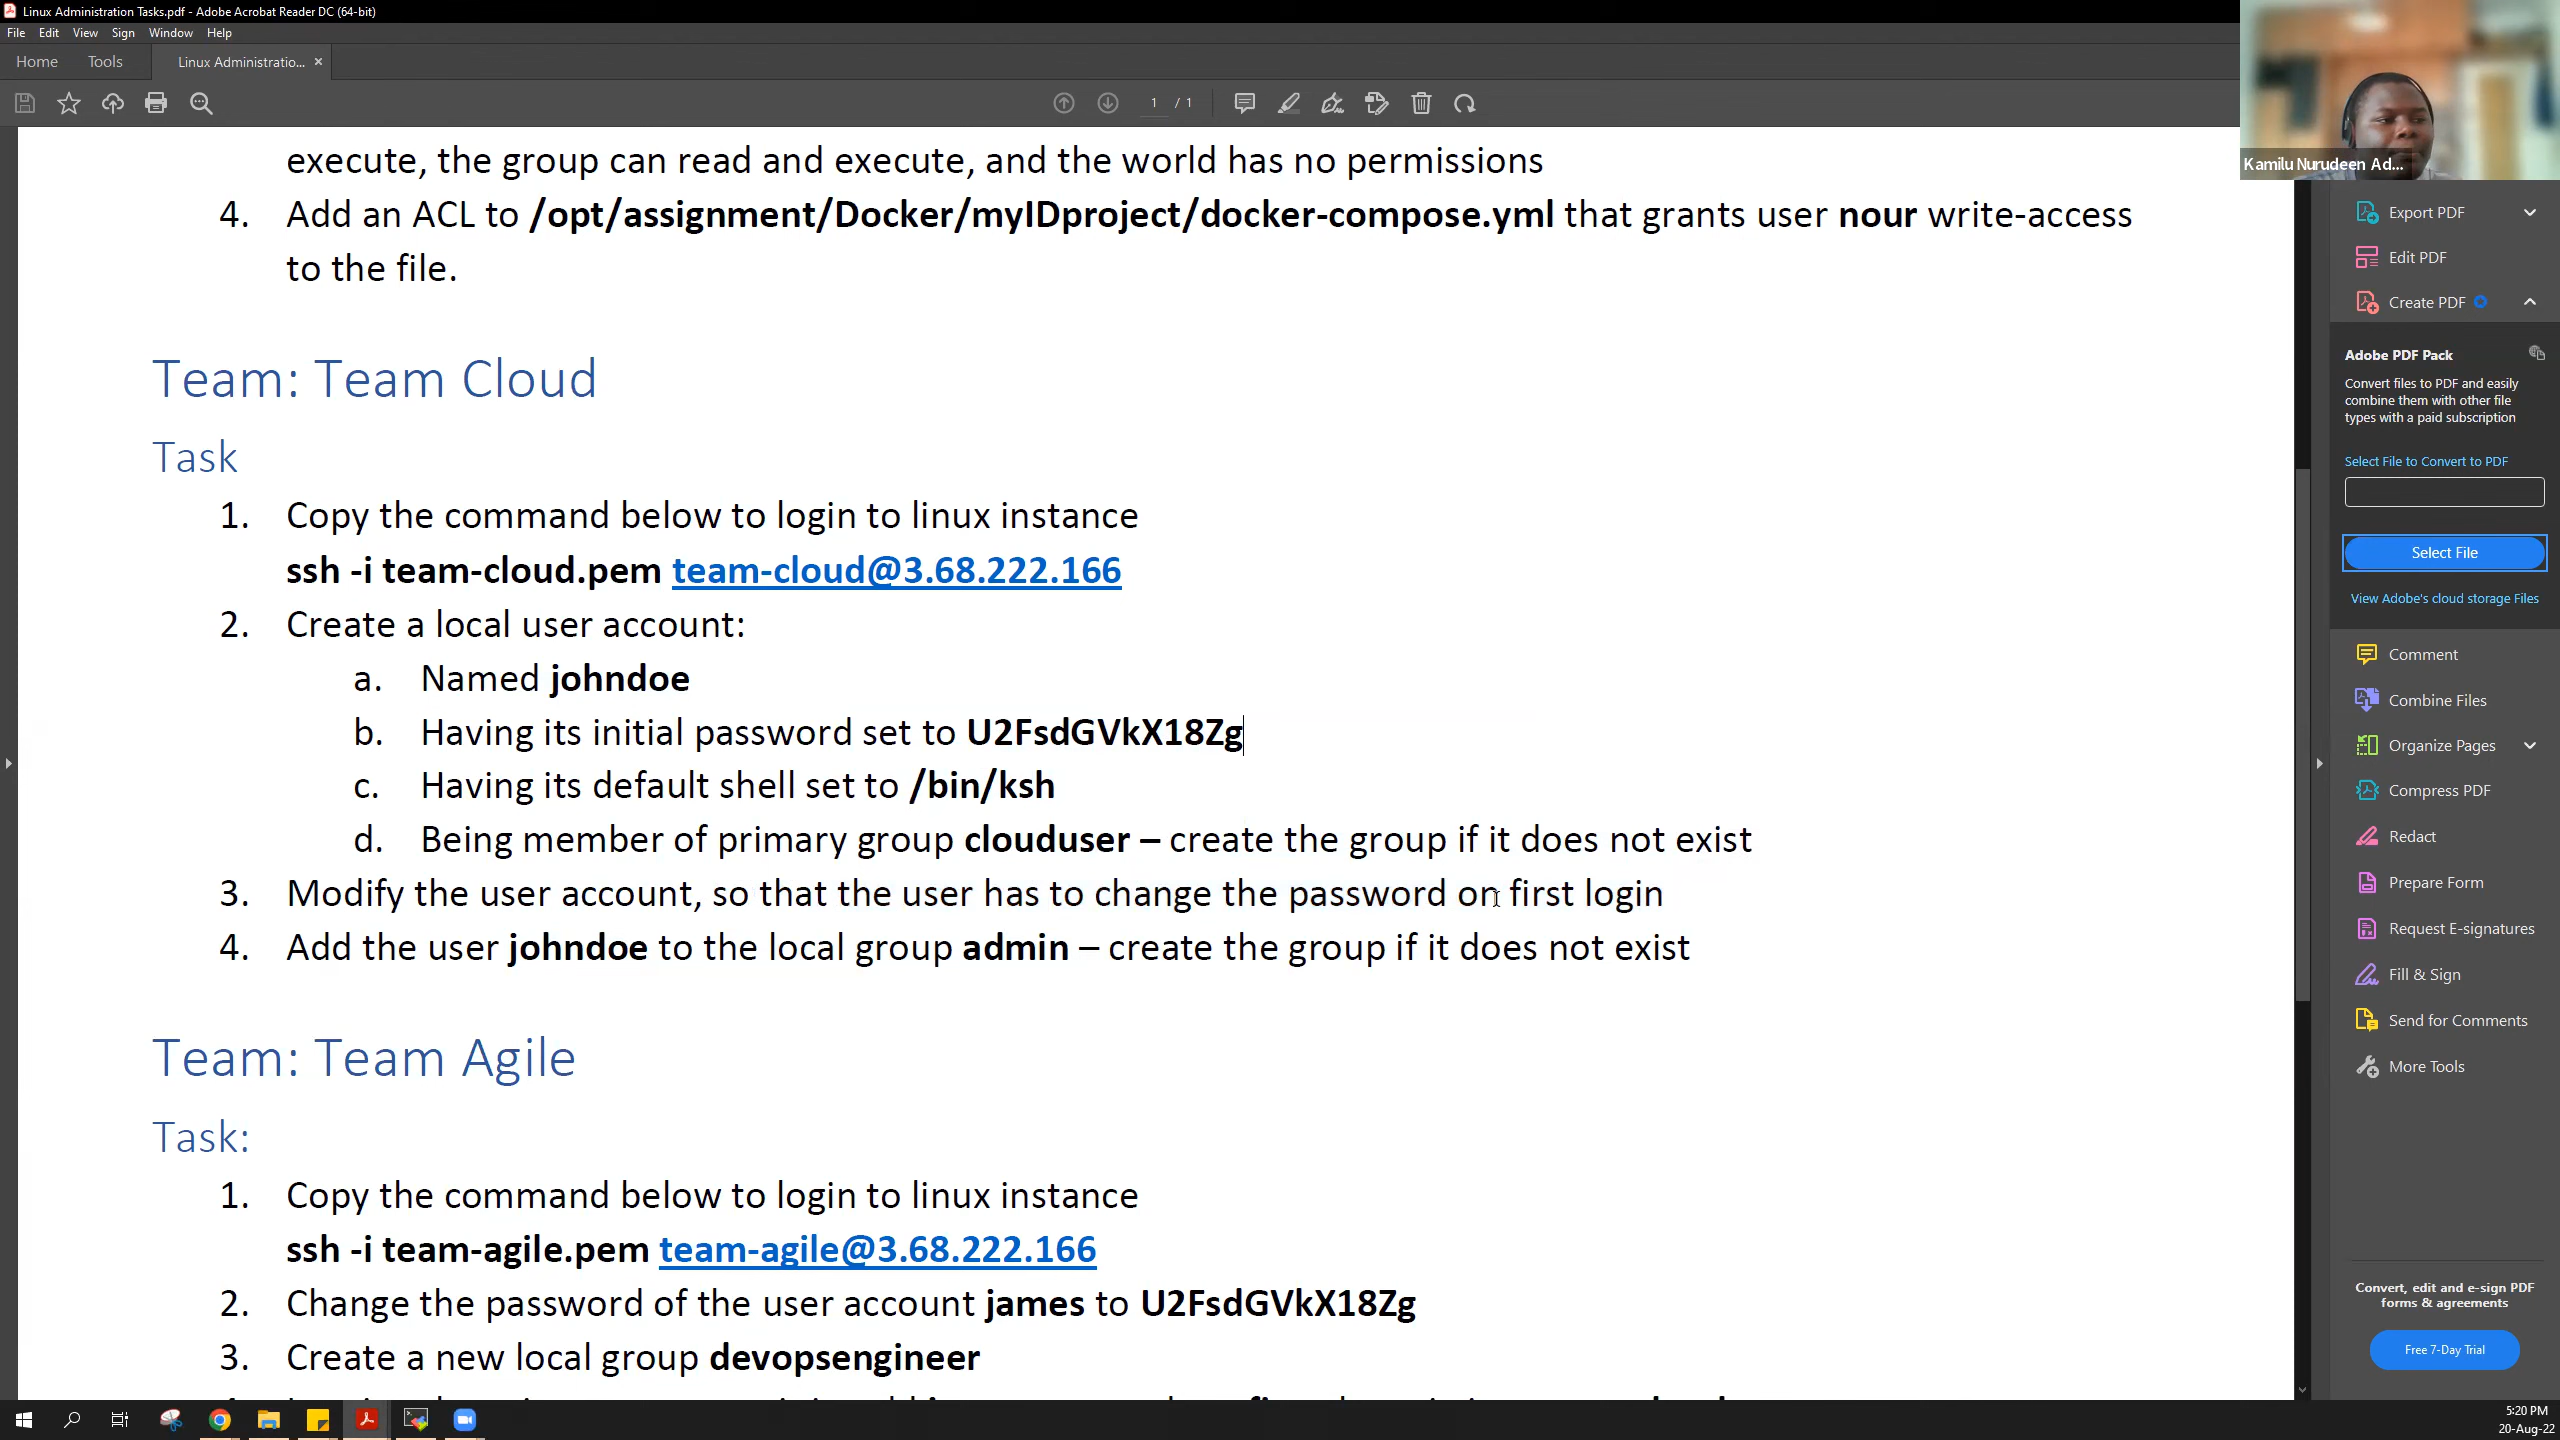 Linux Administration Tasks.pdf - Adobe Acrobat Reader DC (64-bit)
File Edit View Sign Window Help
Home Tools Linux Administratio... ×
1 / 1
Kamilu Nurudeen Ad...
execute, the group can read and execute, and the world has no permissions
4. Add an ACL to /opt/assignment/Docker/myIDproject/docker-compose.yml that grants user nour write-access
to the file.
Team: Team Cloud
Task
1. Copy the command below to login to linux instance
ssh -i team-cloud.pem team-cloud@3.68.222.166
2. Create a local user account:
a. Named johndoe
b. Having its initial password set to U2FsdGVkX18Zg
c. Having its default shell set to /bin/ksh
d. Being member of primary group clouduser – create the group if it does not exist
3. Modify the user account, so that the user has to change the password on first login
4. Add the user johndoe to the local group admin – create the group if it does not exist
Team: Team Agile
Task:
1. Copy the command below to login to linux instance
ssh -i team-agile.pem team-agile@3.68.222.166
2. Change the password of the user account james to U2FsdGVkX18Zg
3. Create a new local group devopsengineer
Export PDF
Edit PDF
Create PDF
Adobe PDF Pack
Convert files to PDF and easily
combine them with other file
types with a paid subscription
Select File to Convert to PDF
Select File
View Adobe's cloud storage Files
Comment
Combine Files
Organize Pages
Compress PDF
Redact
Prepare Form
Request E-signatures
Fill & Sign
Send for Comments
More Tools
Convert, edit and e-sign PDF
forms & agreements
Free 7-Day Trial
5:20 PM
20-Aug-22